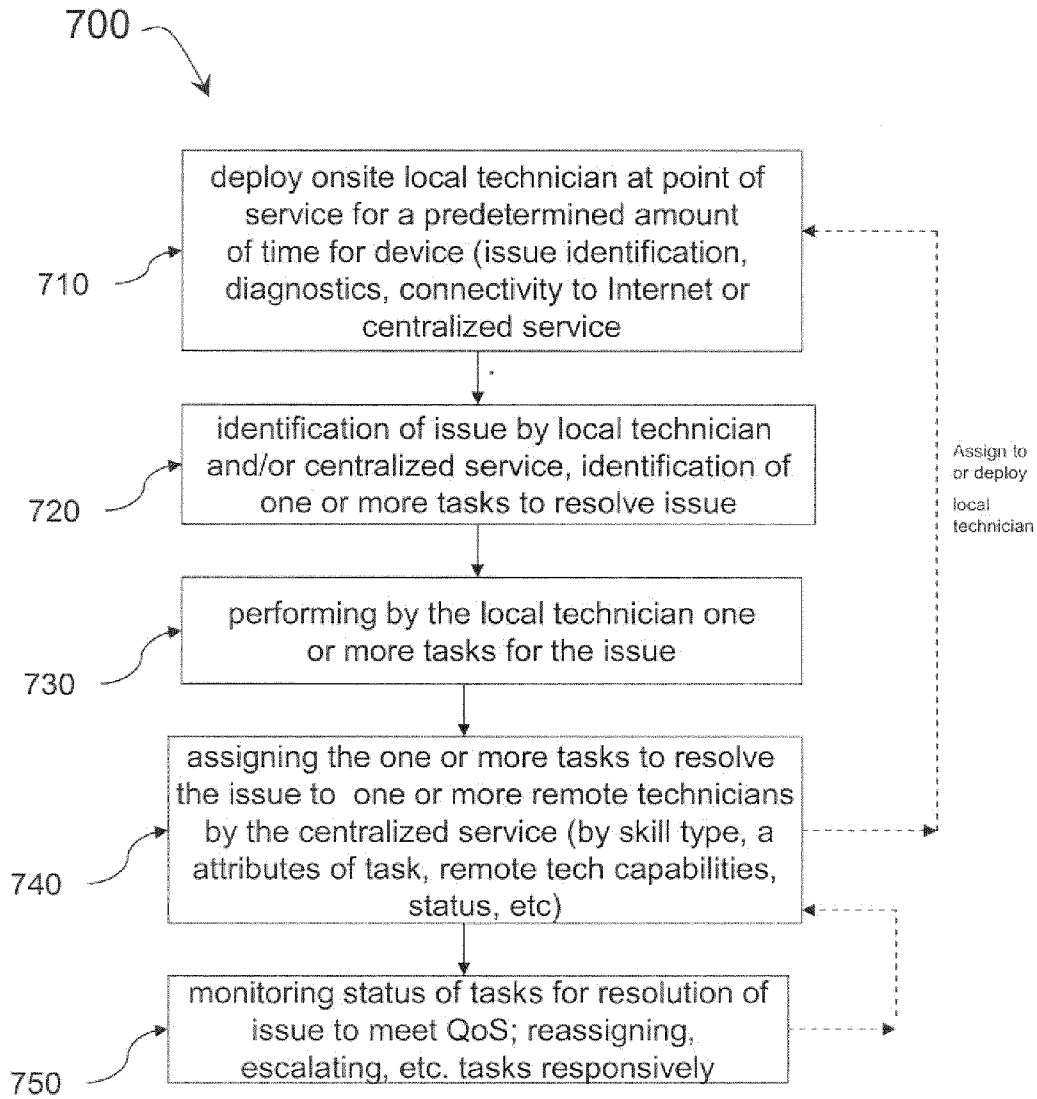 700
deploy onsite local technician at point of
service for a predetermined amount
of time for device (issue identification,
diagnostics, connectivity to Internet or
centralized service
710
identification of issue by local technician
and/or centralized service, identification of
one or more tasks to resolve issue
720
Assign to
or deploy
local
technician
performing by the local technician one
or more tasks for the issue
730
assigning the one or more tasks to resolve
the issue to one or more remote technicians
by the centralized service (by skill type, a
attributes of task, remote tech capabilities,
status, etc)
740
monitoring status of tasks for resolution of
issue to meet QoS; reassigning,
escalating, etc. tasks responsively
750